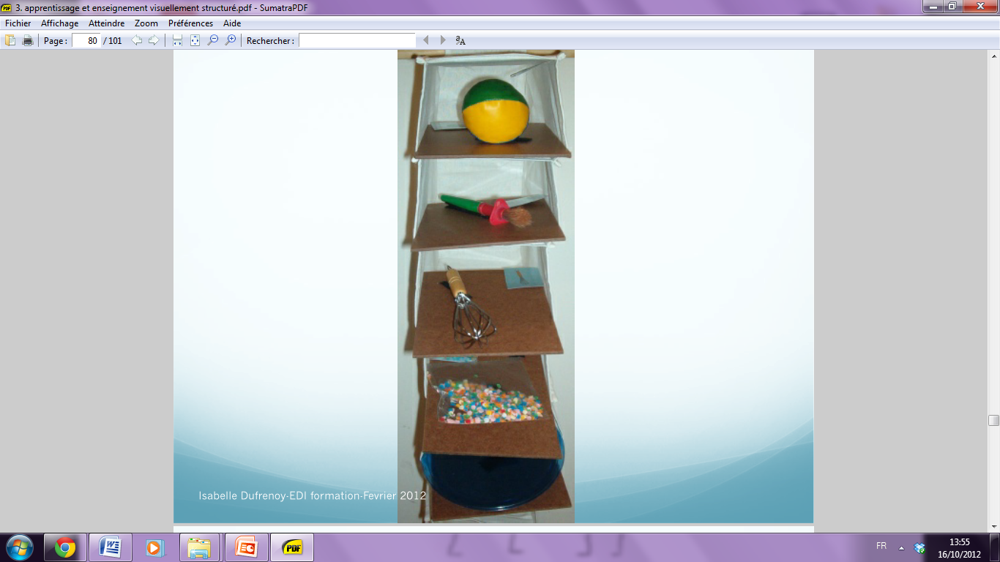 3. apprentissage et enseignement visuellement structuré.pdf - SumatraPDF
Fichier Affichage Atteindre Zoom Préférences Aide
Page : 80 / 101 Rechercher :
Isabelle Dufrenoy-EDI formation-Fevrier 2012
PDF
FR 13:55
16/10/2012